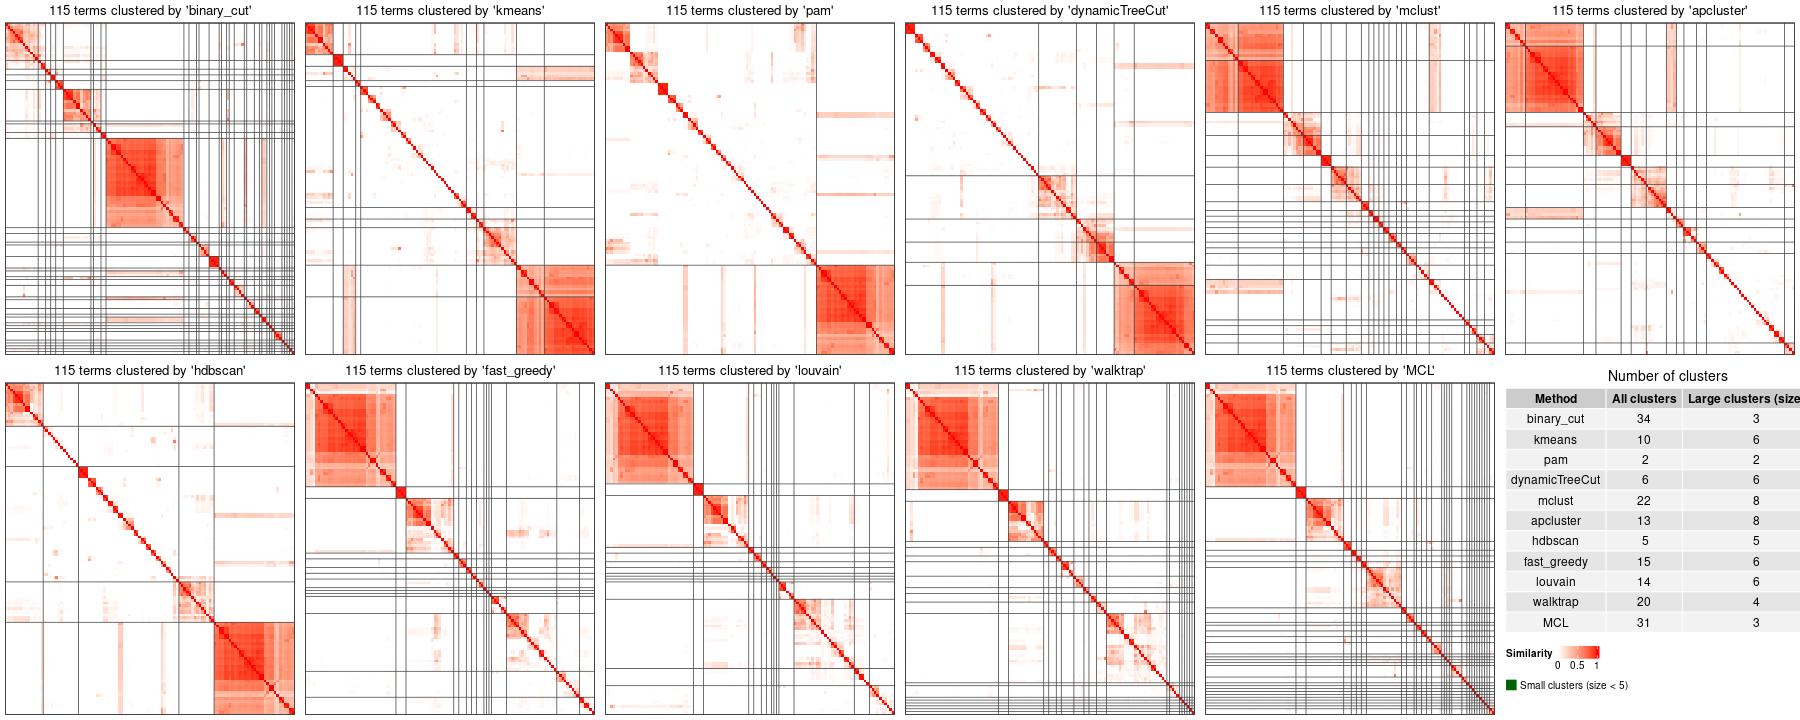 115 terms clustered by 'binary_cut'
115 terms clustered by 'kmeans'
115 terms clustered by 'pam'
115 terms clustered by 'dynamicTreeCut'
115 terms clustered by 'mclust'
115 terms clustered by 'apcluster'
115 terms clustered by 'hdbscan'
115 terms clustered by 'fast_greedy'
115 terms clustered by 'louvain'
115 terms clustered by 'walktrap'
115 terms clustered by 'MCL'
Number of clusters
Method All clusters Large clusters (size
binary_cut 34 3
kmeans 10 6
pam 2 2
dynamicTreeCut 6 6
mclust 22 8
apcluster 13 8
hdbscan 5 5
fast_greedy 15 6
louvain 14 6
walktrap 20 4
MCL 31 3
Similarity
0 0.5 1
Small clusters (size < 5)